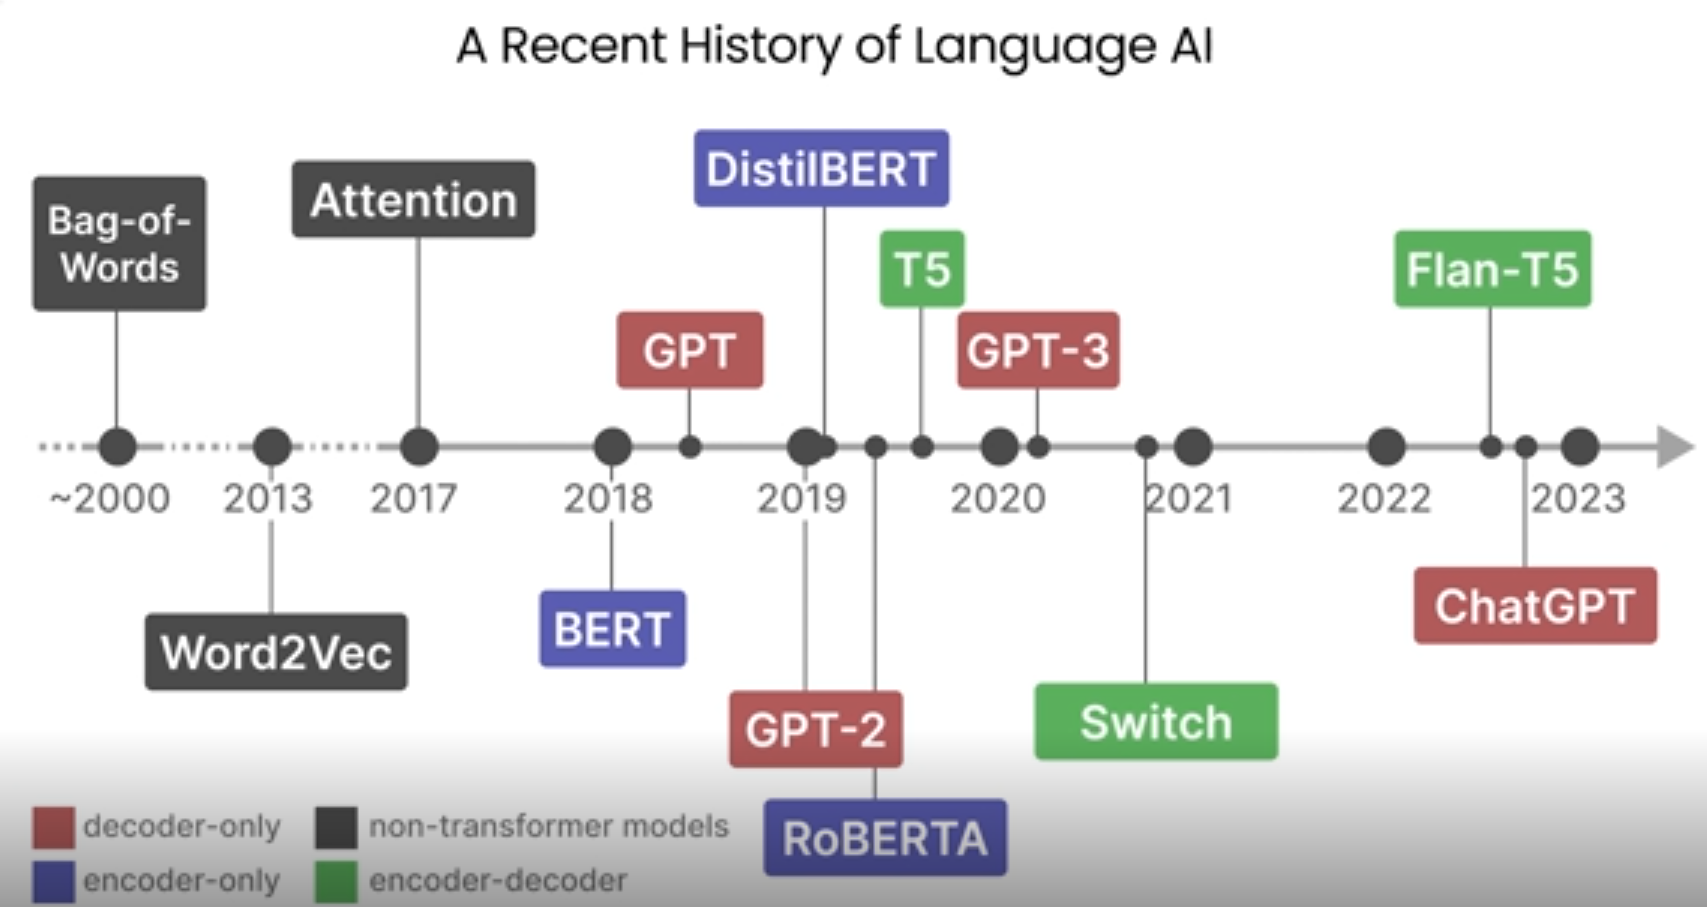 A Recent History of Language AI
DistilBERT
Attention
Bag-of-
Words
T5
Flan-T5
GPT
GPT-3
~2000
2013
2017
2018
2019
2020
2021
2022
2023
ChatGPT
BERT
Word2Vec
GPT-2
Switch
RoBERTA
decoder-only
non-transformer models
encoder-only
encoder-decoder